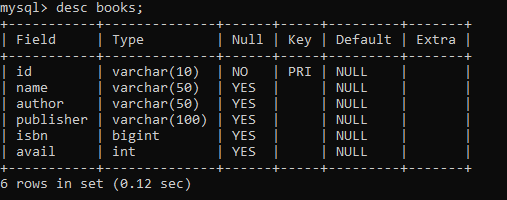 mysql> desc books;
+-----------+--------------+------+-----+---------+-------+
| Field     | Type         | Null | Key | Default | Extra |
+-----------+--------------+------+-----+---------+-------+
| id        | varchar(10)  | NO   | PRI | NULL    |       |
| name      | varchar(50)  | YES  |     | NULL    |       |
| author    | varchar(50)  | YES  |     | NULL    |       |
| publisher | varchar(100) | YES  |     | NULL    |       |
| isbn      | bigint       | YES  |     | NULL    |       |
| avail     | int          | YES  |     | NULL    |       |
+-----------+--------------+------+-----+---------+-------+
6 rows in set (0.12 sec)